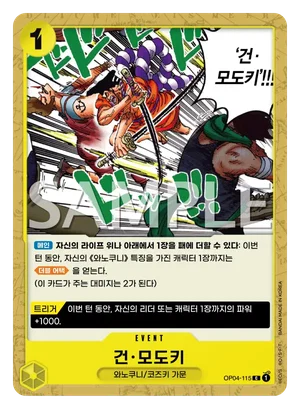 1
'건·
모도키'!!!
ドッ!!
SAMPLE
메인 자신의 라이프 위나 아래에서 1장을 패에 더할 수 있다: 이번
턴 동안, 자신의 《와노쿠니》 특징을 가진 캐릭터 1장까지는
더블 어택 을 얻는다.
(이 카드가 주는 대미지는 2가 된다)
트리거 이번 턴 동안, 자신의 리더 또는 캐릭터 1장까지의 파워
+1000.
EVENT
건·모도키
와노쿠니/코즈키 가문
OP04-115 C 1